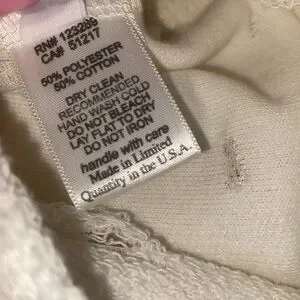 RN# 123286
CA# 51217
50% POLYESTER
50% COTTON
DRY CLEAN
RECOMMENDED
HAND WASH COLD
DO NOT BLEACH
LAY FLAT TO DRY
DO NOT IRON
handle with care
Made in Limited
Quantity in the U.S.A.